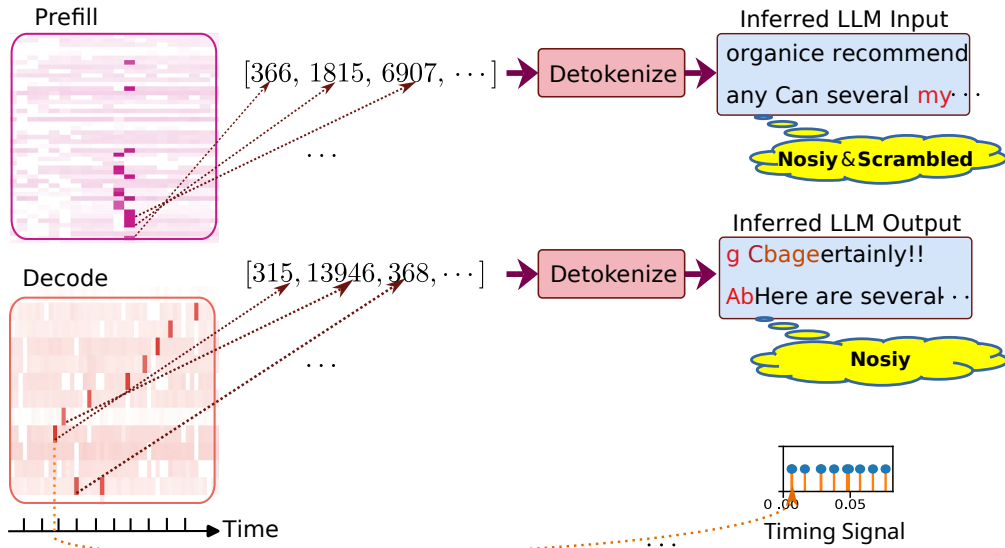 Prefill
[366, 1815, 6907, ···]
···
Detokenize
Inferred LLM Input
organice recommend
any Can several my···
Nosiy&Scrambled
Decode
[315, 13946, 368, ···]
···
Detokenize
Inferred LLM Output
g Cbageertainly!!
AbHere are several···
Nosiy
Time
0.00 0.05
Timing Signal
···